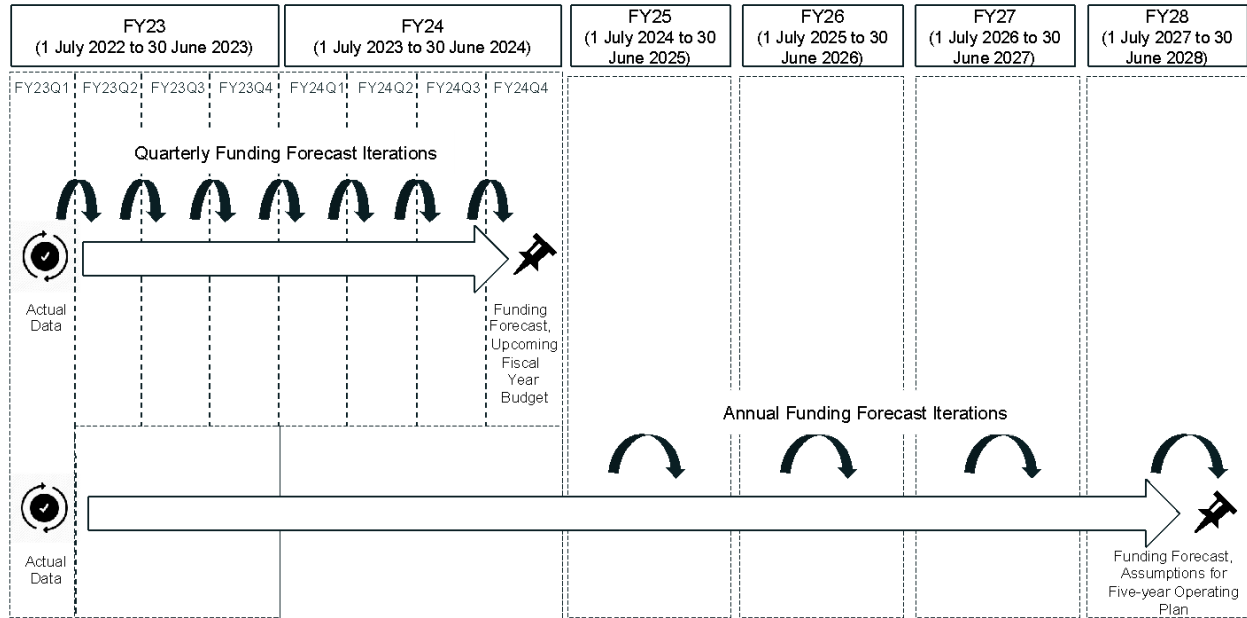 FY23
(1 July 2022 to 30 June 2023)
FY24
(1 July 2023 to 30 June 2024)
FY25
(1 July 2024 to 30
June 2025)
FY26
(1 July 2025 to 30
June 2026)
FY27
(1 July 2026 to 30
June 2027)
FY28
(1 July 2027 to 30
June 2028)
FY23Q1
FY23Q2
FY23Q3
FY23Q4
FY24Q1
FY24Q2
FY24Q3
FY24Q4
Quarterly Funding Forecast Iterations
Actual
Data
Funding
Forecast,
Upcoming
Fiscal
Year
Budget
Annual Funding Forecast Iterations
Actual
Data
Funding Forecast,
Assumptions for
Five-year Operating
Plan